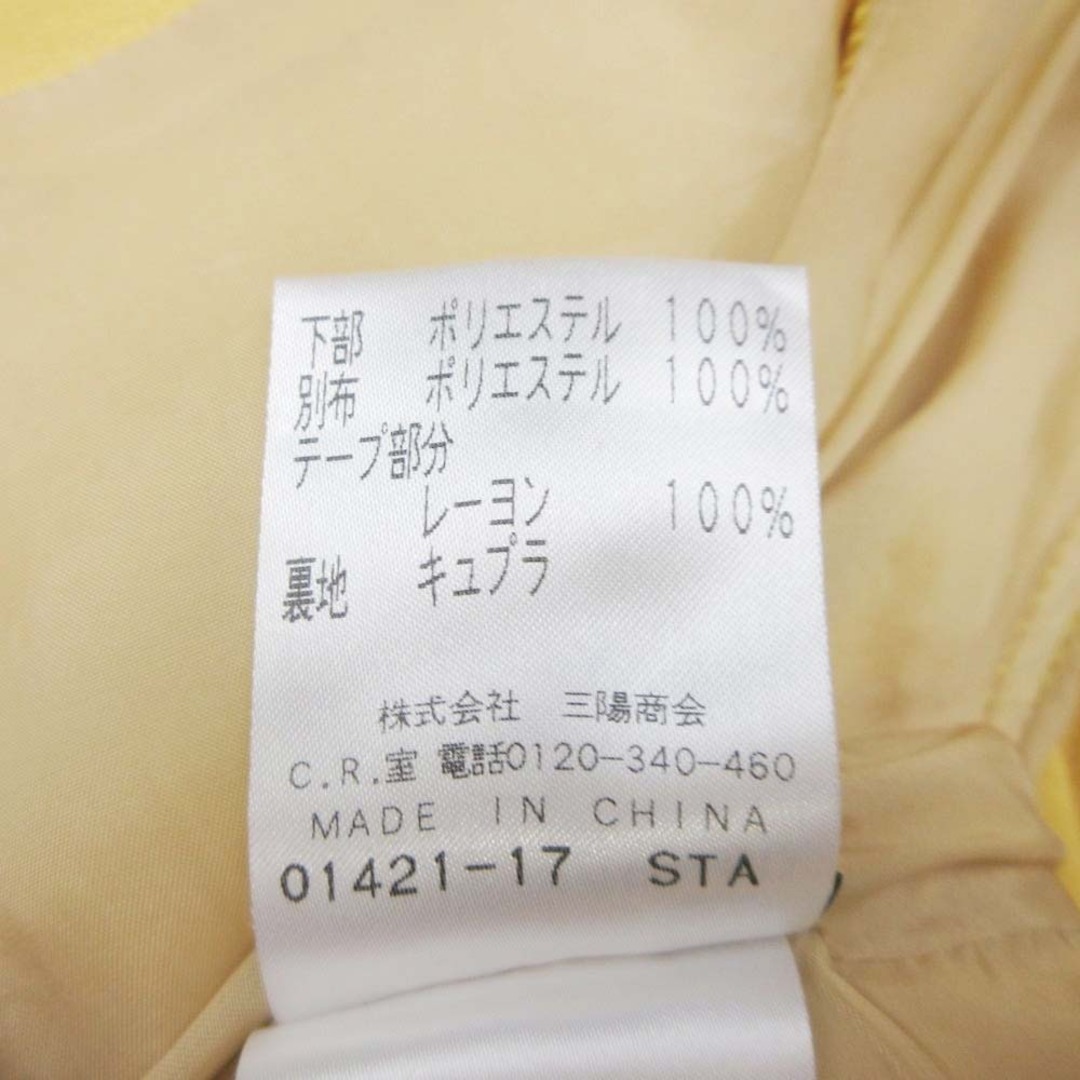 下部 ポリエステル 100%
別布 ポリエステル 100%
テープ部分
レーヨン 100%
裏地 キュプラ
株式会社 三陽商会
C.R.室 電話0120-340-460
MADE IN CHINA
01421-17 STA